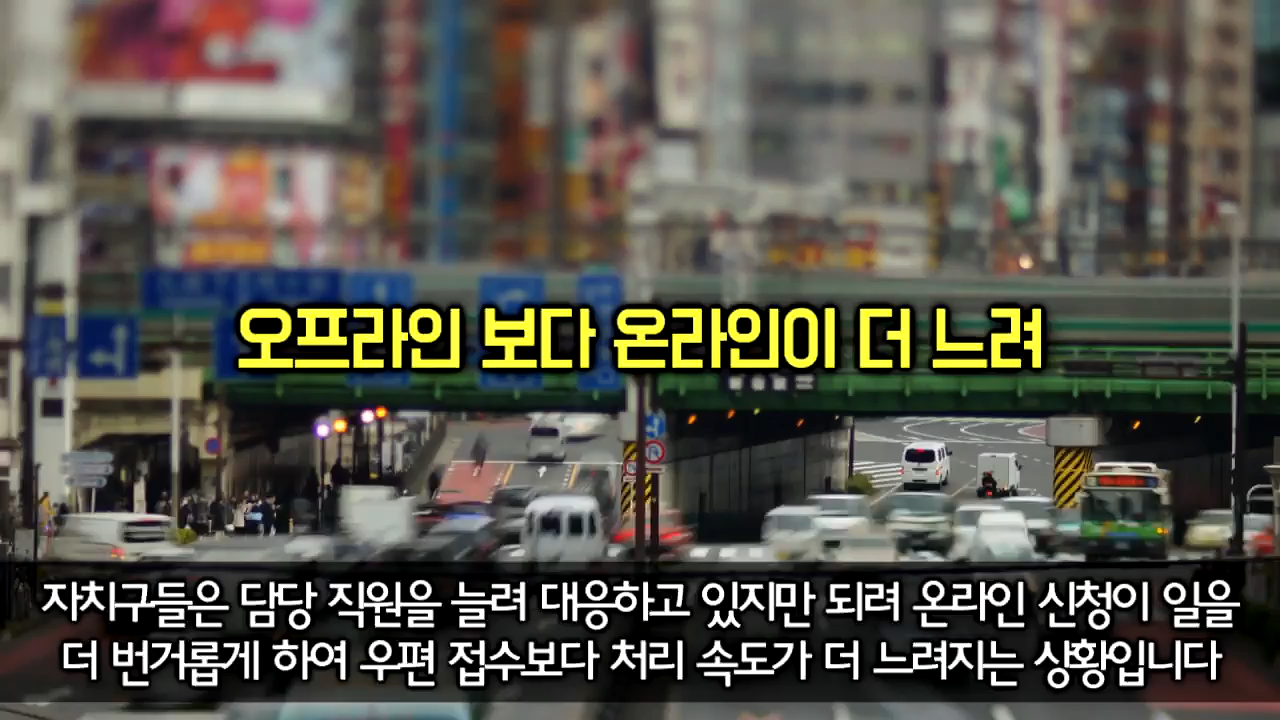 오프라인 보다 온라인이 더 느려
자치구들은 담당 직원을 늘려 대응하고 있지만 되려 온라인 신청이 일을
더 번거롭게 하여 우편 접수보다 처리 속도가 더 느려지는 상황입니다